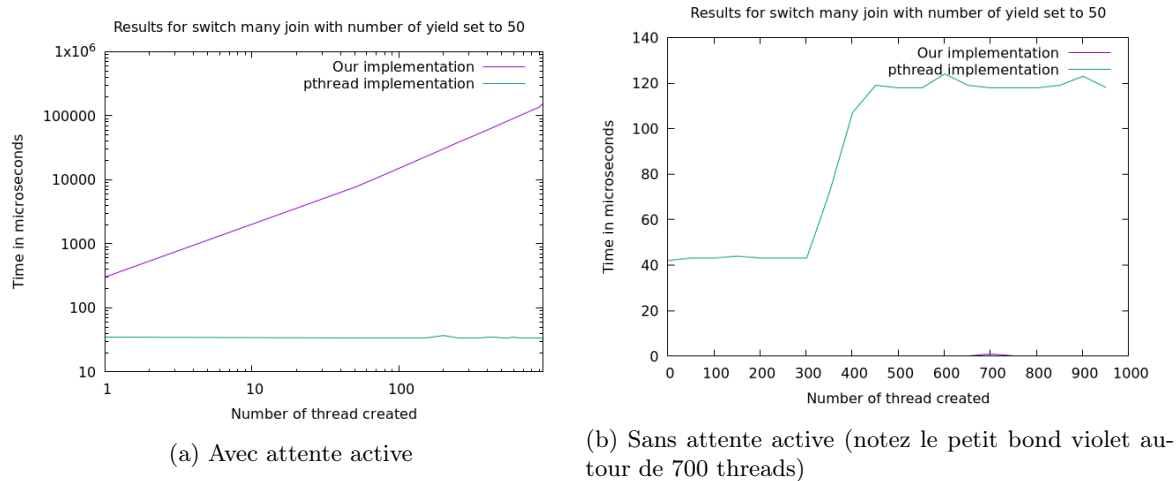 Results for switch many join with number of yield set to 50
1x10⁶
100000
10000
1000
100
10
1
10
100
Time in microseconds
Number of thread created
Our implementation
pthread implementation
(a) Avec attente active
Results for switch many join with number of yield set to 50
140
120
100
80
60
40
20
0
0
100
200
300
400
500
600
700
800
900
1000
Time in microseconds
Number of thread created
Our implementation
pthread implementation
(b) Sans attente active (notez le petit bond violet au-
tour de 700 threads)